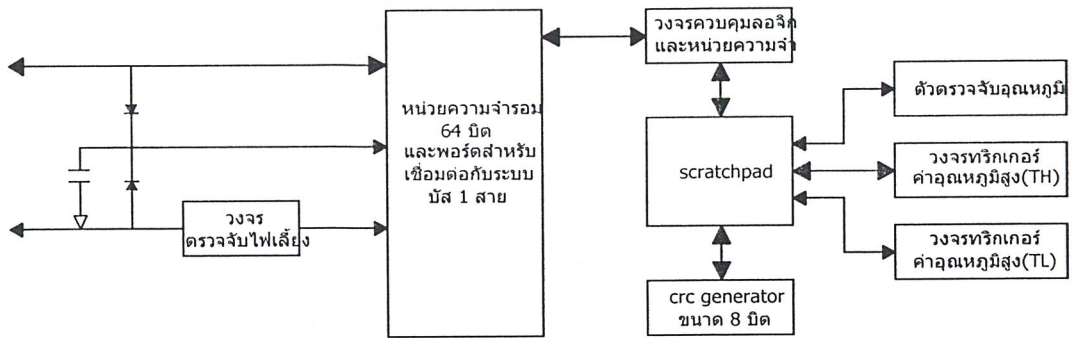 วงจรควบคุมลอจิก
และหน่วยความจำ
ตัวตรวจจับอุณหภูมิ
หน่วยความจำรอม
64 บิต
และพอร์ตสำหรับ
เชื่อมต่อกับระบบ
บัส 1 สาย
scratchpad
วงจรทริกเกอร์
ค่าอุณหภูมิสูง(TH)
วงจร
ตรวจจับไฟเลี้ยง
วงจรทริกเกอร์
ค่าอุณหภูมิสูง(TL)
crc generator
ขนาด 8 บิต